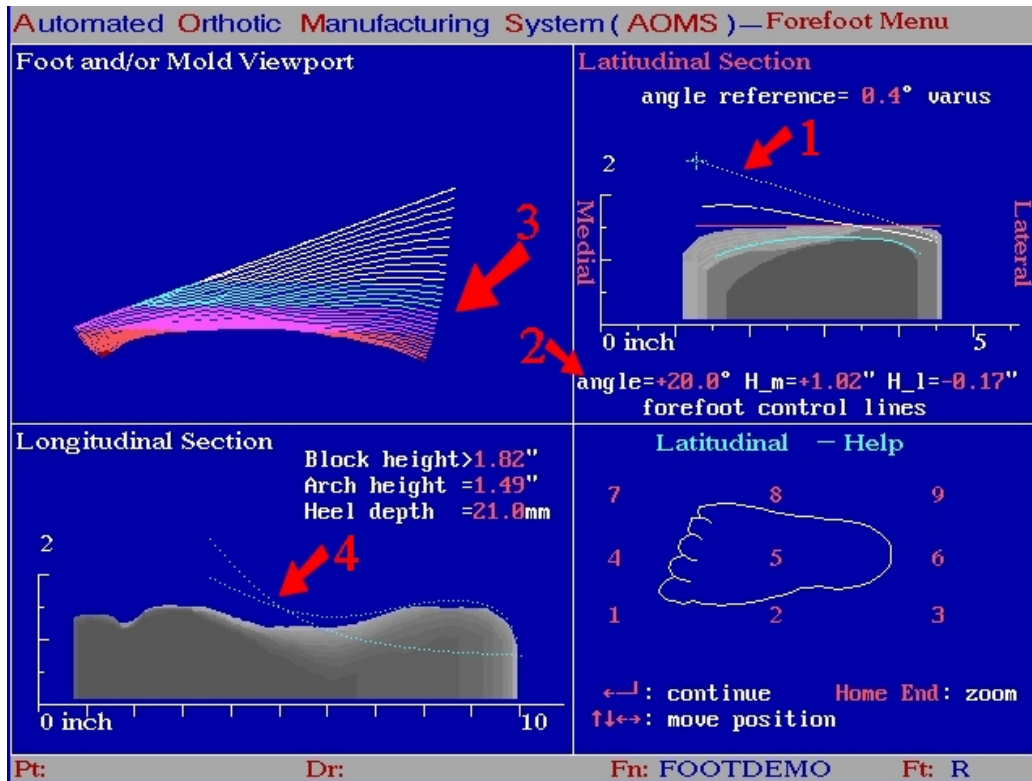 Automated Orthotic Manufacturing System ( AOMS )—Forefoot Menu
Foot and/or Mold Viewport
3
Latitudinal Section
angle reference= 0.4° varus
1
2
Medial
Lateral
0 inch 5
2
angle=+20.0° H_m=+1.02" H_l=-0.17"
forefoot control lines
Longitudinal Section
Block height>1.82"
Arch height =1.49"
Heel depth =21.0mm
4
2
0 inch 10
Latitudinal — Help
7 8 9
4 5 6
1 2 3
←┘: continue Home End: zoom
↑↓←→: move position
Pt: Dr: Fn: FOOTDEMO Ft: R